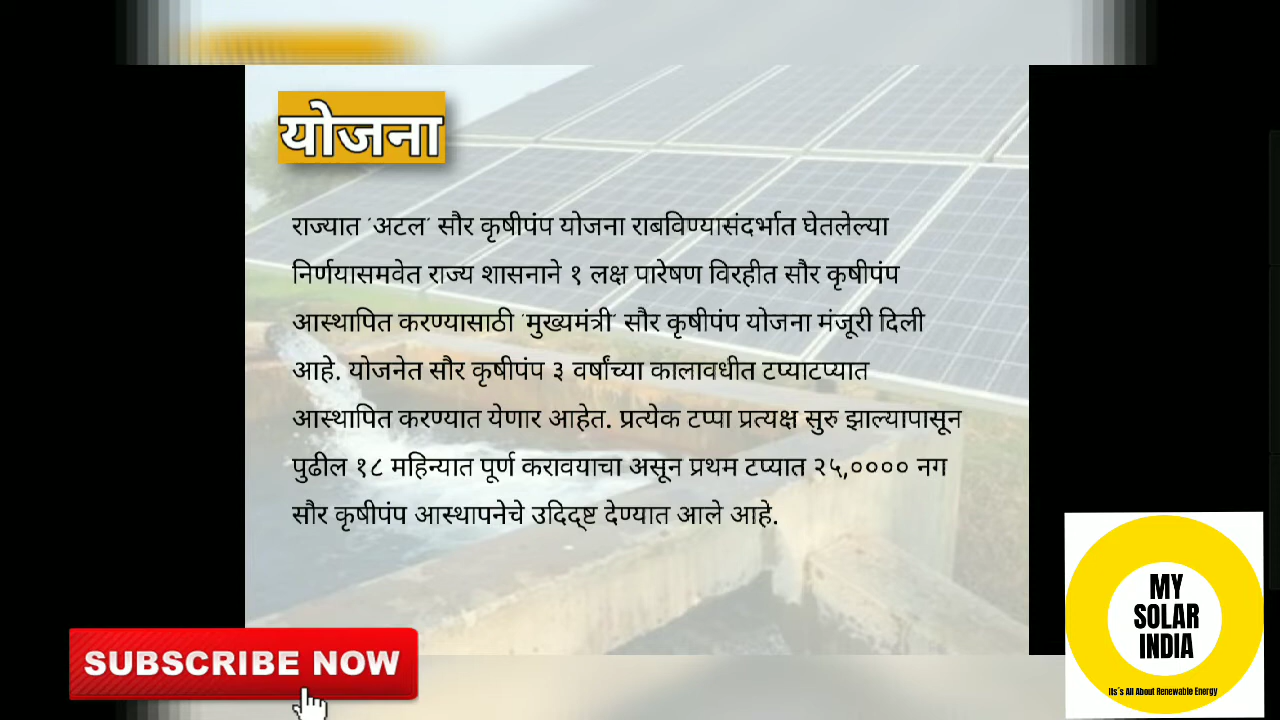 योजना
राज्यात ´अटल´ सौर कृषीपंप योजना राबविण्यासंदर्भात घेतलेल्या
निर्णयासमवेत राज्य शासनाने १ लक्ष पारेषण विरहीत सौर कृषीपंप
आस्थापित करण्यासाठी ´मुख्यमंत्री´ सौर कृषीपंप योजना मंजूरी दिली
आहे. योजनेत सौर कृषीपंप ३ वर्षांच्या कालावधीत टप्याटप्यात
आस्थापित करण्यात येणार आहेत. प्रत्येक टप्पा प्रत्यक्ष सुरु झाल्यापासून
पुढील १८ महिन्यात पूर्ण करावयाचा असून प्रथम टप्यात २५,०००० नग
सौर कृषीपंप आस्थापनेचे उदिद्ष्ट देण्यात आले आहे.
SUBSCRIBE NOW
MY
SOLAR
INDIA
Its´s All About Renewable Energy